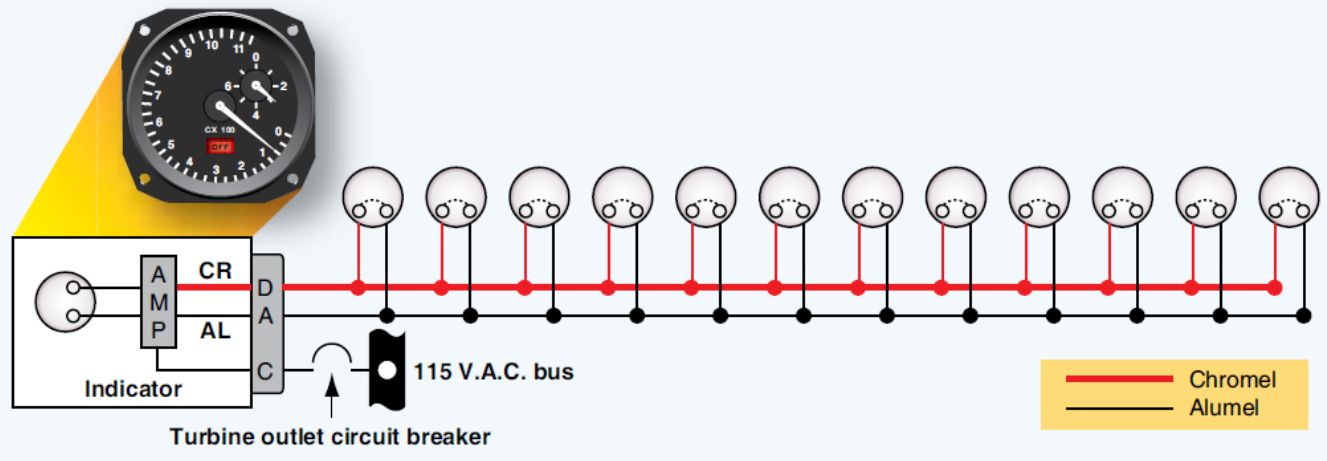 10
11
9
8
7
6
5
4
3
2
1
0
0
2
4
6
CX 100
OFF
A
M
P
CR
AL
D
A
C
Indicator
115 V.A.C. bus
Turbine outlet circuit breaker
Chromel
Alumel